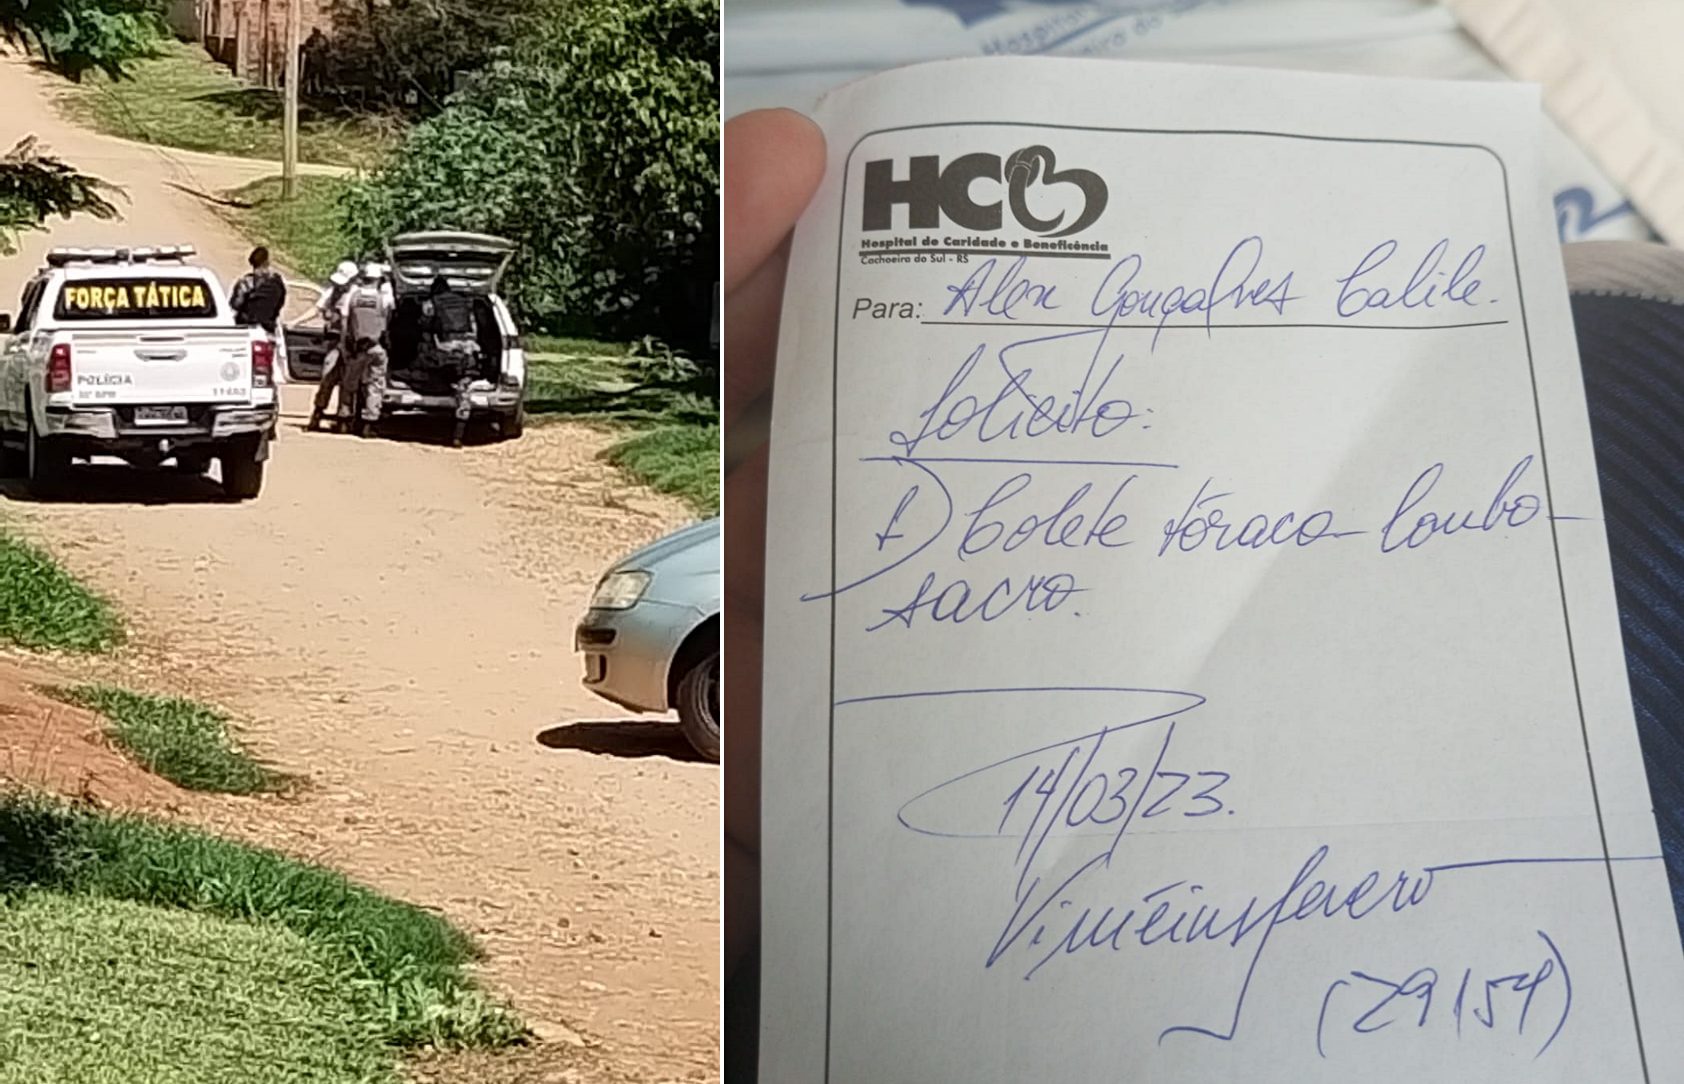 FORÇA TÁTICA
POLÍCIA
HCB
Hospital de Caridade e Beneficência
Cachoeira do Sul - RS
Para: Alex Gonçalves Calile.
Solicito:
1) Colete tóraco-lombo-
sacro.
14/03/23.
(29154)